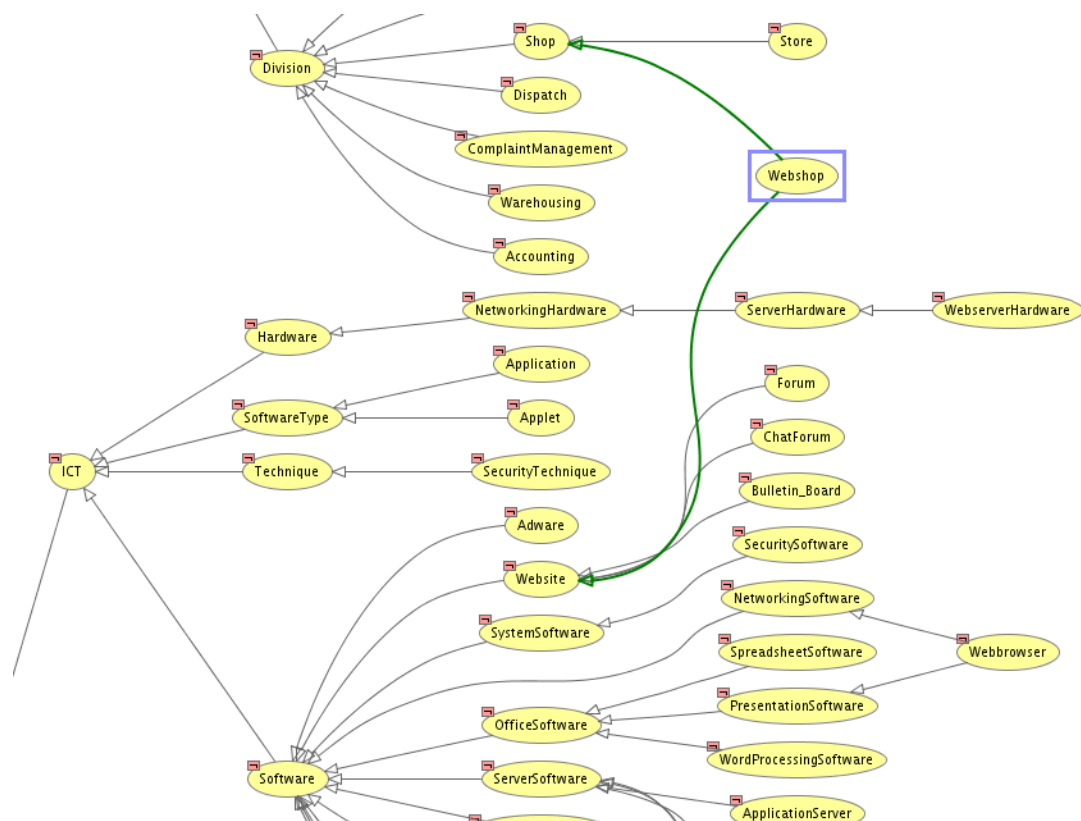 Shop
Store
Division
Dispatch
ComplaintManagement
Webshop
Warehousing
Accounting
NetworkingHardware
ServerHardware
WebserverHardware
Hardware
Application
Forum
SoftwareType
Applet
ChatForum
ICT
Technique
SecurityTechnique
Bulletin_Board
Adware
SecuritySoftware
Website
NetworkingSoftware
SystemSoftware
SpreadsheetSoftware
Webbrowser
PresentationSoftware
OfficeSoftware
WordProcessingSoftware
Software
ServerSoftware
ApplicationServer